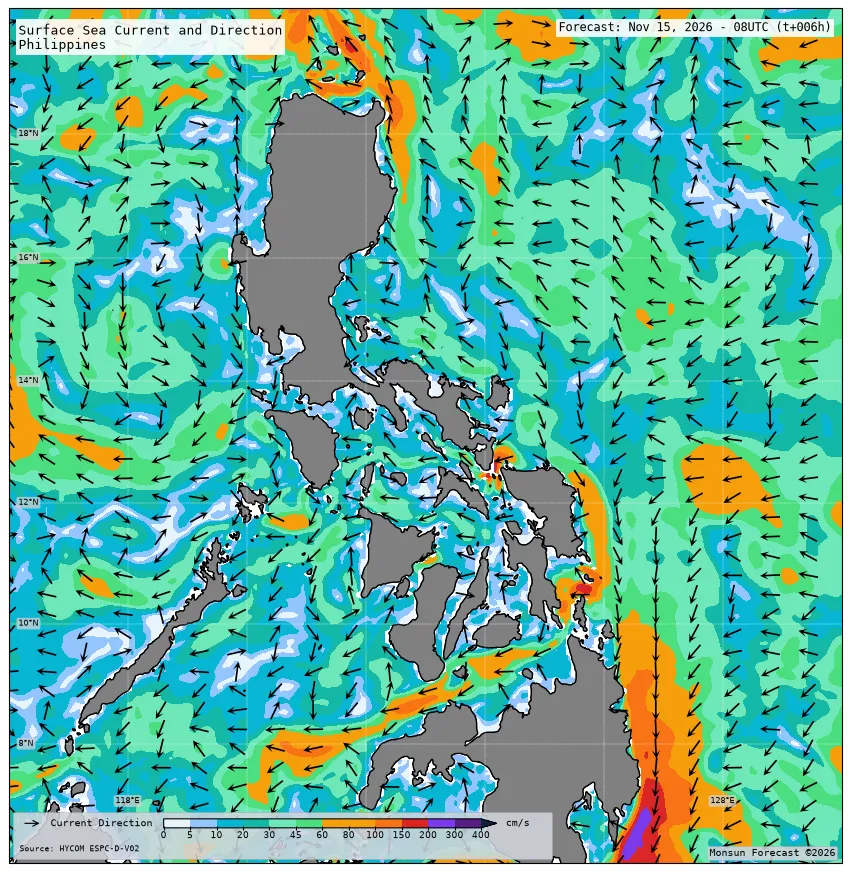 Surface Sea Current and Direction
Philippines
Forecast: Nov 15, 2026 - 08UTC (t+006h)
18°N
16°N
14°N
12°N
10°N
8°N
118°E
128°E
Current Direction
cm/s
0 5 10 20 30 45 60 80 100 150 200 300 400
Source: HYCOM ESPC-D-V02
Monsun Forecast ©2026